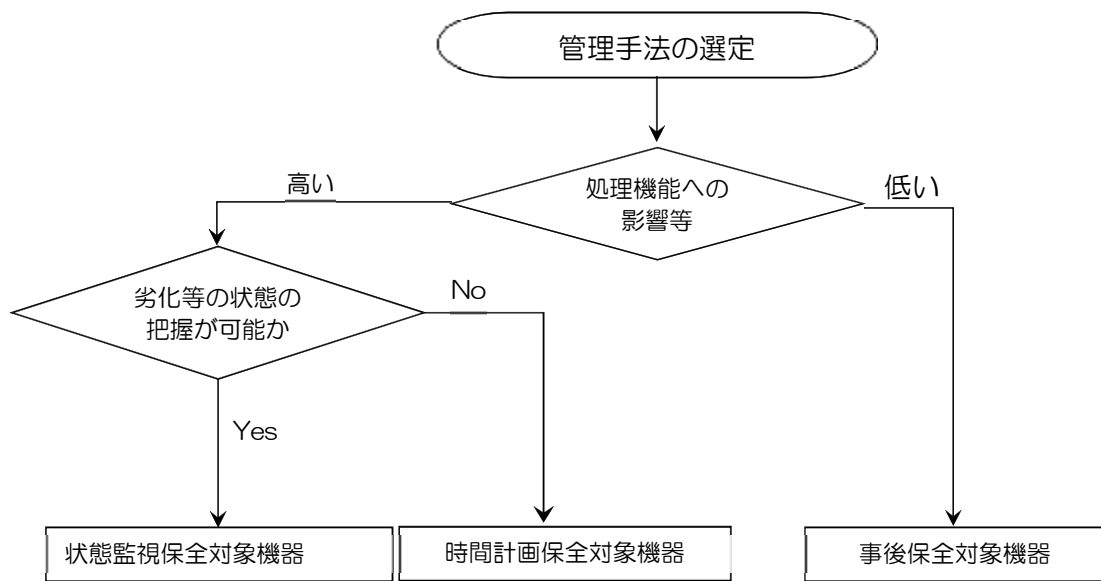 管理手法の選定
処理機能への
影響等
高い
低い
劣化等の状態の
把握が可能か
No
Yes
状態監視保全対象機器
時間計画保全対象機器
事後保全対象機器